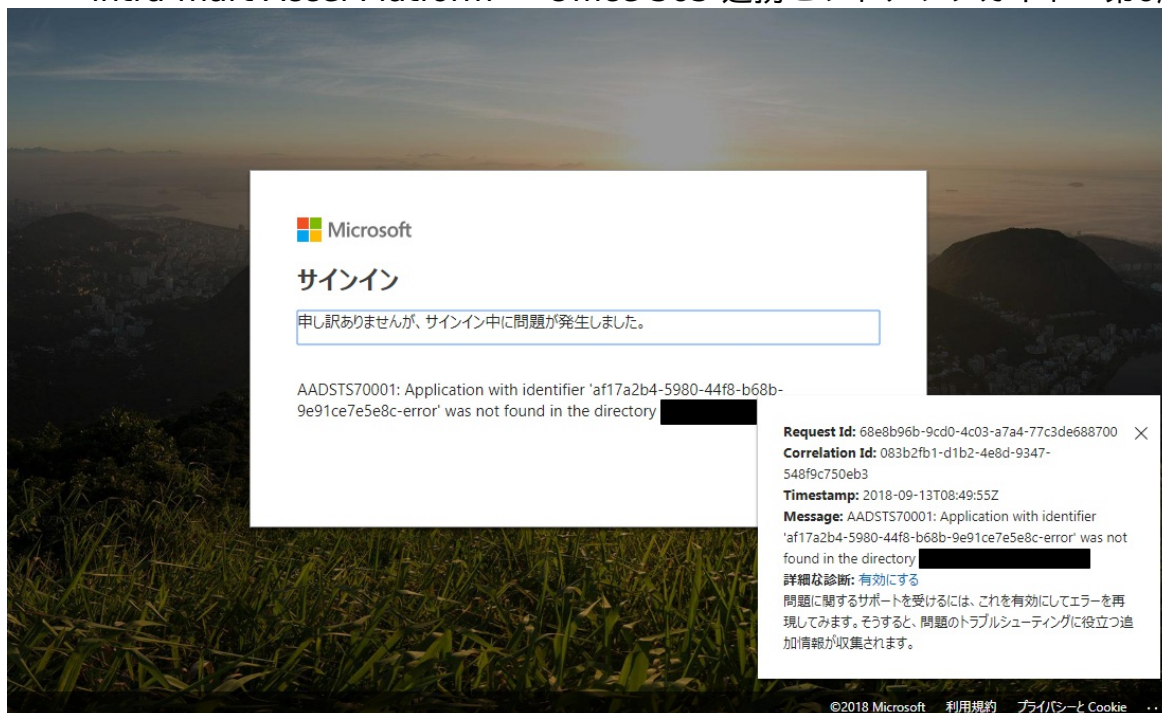 Microsoft
サインイン
申し訳ありませんが、サインイン中に問題が発生しました。
AADSTS70001: Application with identifier 'af17a2b4-5980-44f8-b68b-
9e91ce7e5e8c-error' was not found in the directory
Request Id: 68e8b96b-9cd0-4c03-a7a4-77c3de688700
Correlation Id: 083b2fb1-d1b2-4e8d-9347-
548f9c750eb3
Timestamp: 2018-09-13T08:49:55Z
Message: AADSTS70001: Application with identifier
'af17a2b4-5980-44f8-b68b-9e91ce7e5e8c-error' was not
found in the directory
詳細な診断: 有効にする
問題に関するサポートを受けるには、これを有効にしてエラーを再
現してみます。そうすると、問題のトラブルシューティングに役立つ追
加情報が収集されます。
©2018 Microsoft 利用規約 プライバシーと Cookie ··